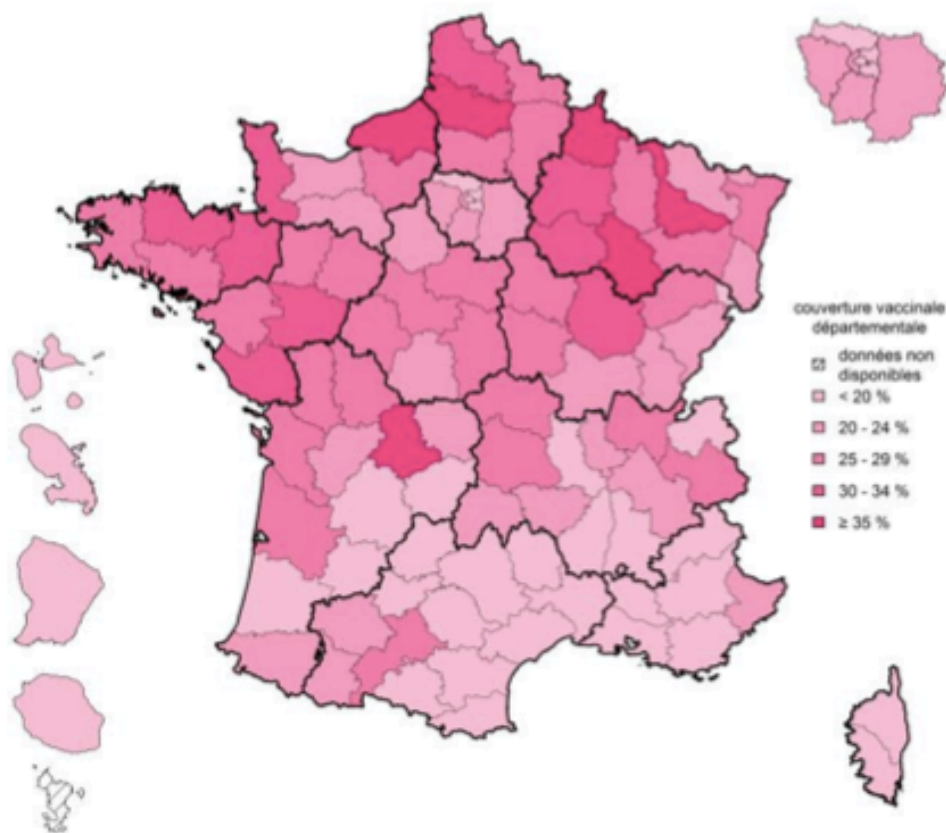 couverture vaccinale
départementale
données non
disponibles
< 20 %
20 - 24 %
25 - 29 %
30 - 34 %
≥ 35 %